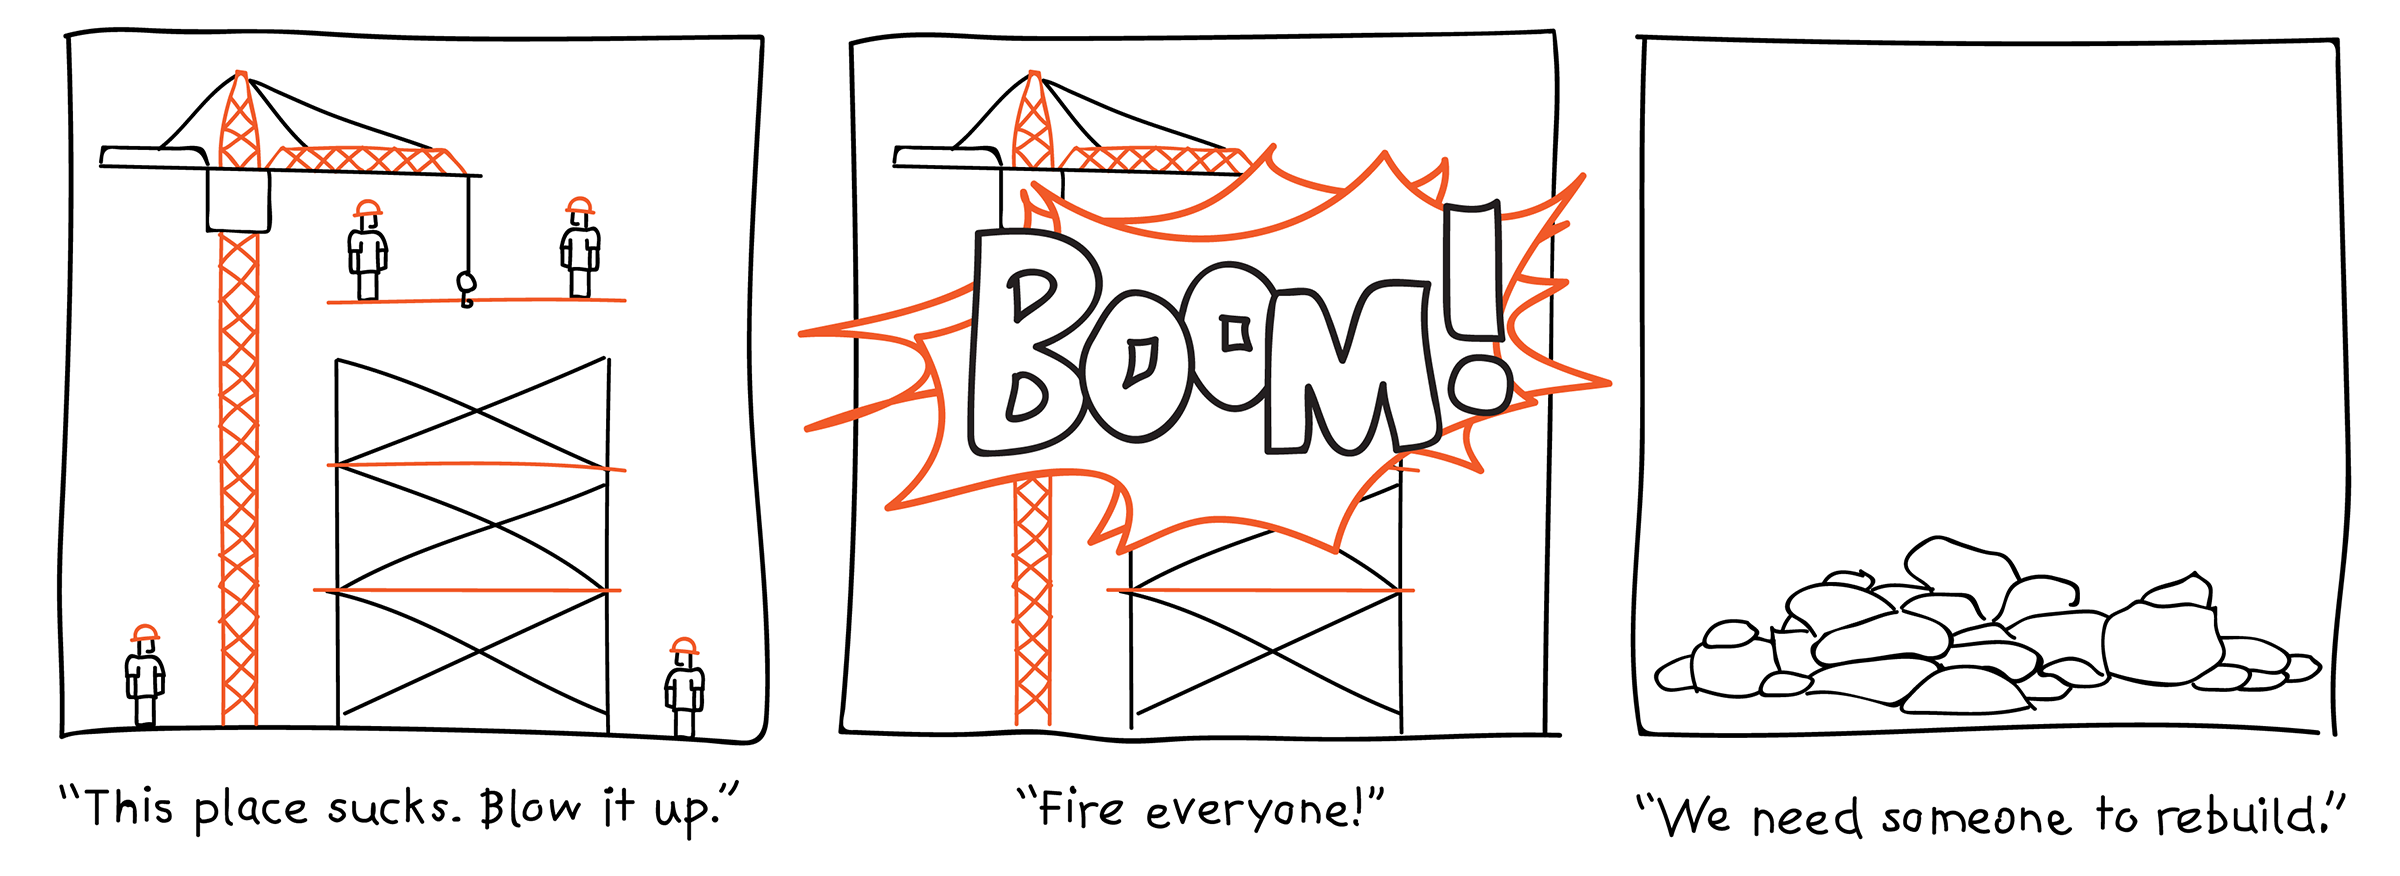 BOOM!
"This place sucks. Blow it up."
"Fire everyone!"
"We need someone to rebuild."